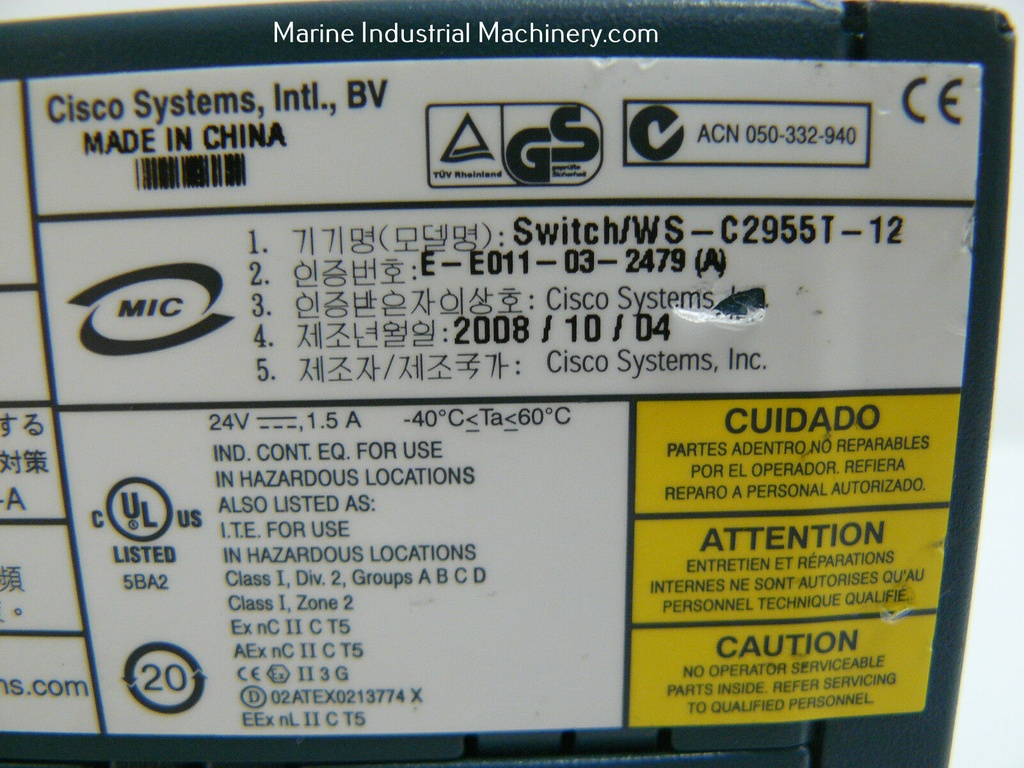 Marine Industrial Machinery.com
Cisco Systems, Intl., BV
MADE IN CHINA
TÜV Rheinland
GS
geprüfte
Sicherheit
ACN 050-332-940
CE
MIC
1. 기기명(모델명): Switch/WS-C2955T-12
2. 인증번호: E-E011-03-2479 (A)
3. 인증받은자의상호: Cisco Systems,
4. 제조년월일: 2008 / 10 / 04
5. 제조자/제조국가: Cisco Systems, Inc.
する
対策
-A
頻
。
ns.com
24V ⎓, 1.5 A -40°C≤Ta≤60°C
IND. CONT. EQ. FOR USE
IN HAZARDOUS LOCATIONS
ALSO LISTED AS:
I.T.E. FOR USE
IN HAZARDOUS LOCATIONS
Class I, Div. 2, Groups A B C D
Class I, Zone 2
Ex nC II C T5
AEx nC II C T5
CE Ex II 3 G
D 02ATEX0213774 X
EEx nL II C T5
C UL US
®
LISTED
5BA2
20
CUIDADO
PARTES ADENTRO NO REPARABLES
POR EL OPERADOR. REFIERA
REPARO A PERSONAL AUTORIZADO.
ATTENTION
ENTRETIEN ET RÉPARATIONS
INTERNES NE SONT AUTORISES QU'AU
PERSONNEL TECHNIQUE QUALIFIÉ.
CAUTION
NO OPERATOR SERVICEABLE
PARTS INSIDE. REFER SERVICING
TO QUALIFIED PERSONNEL.